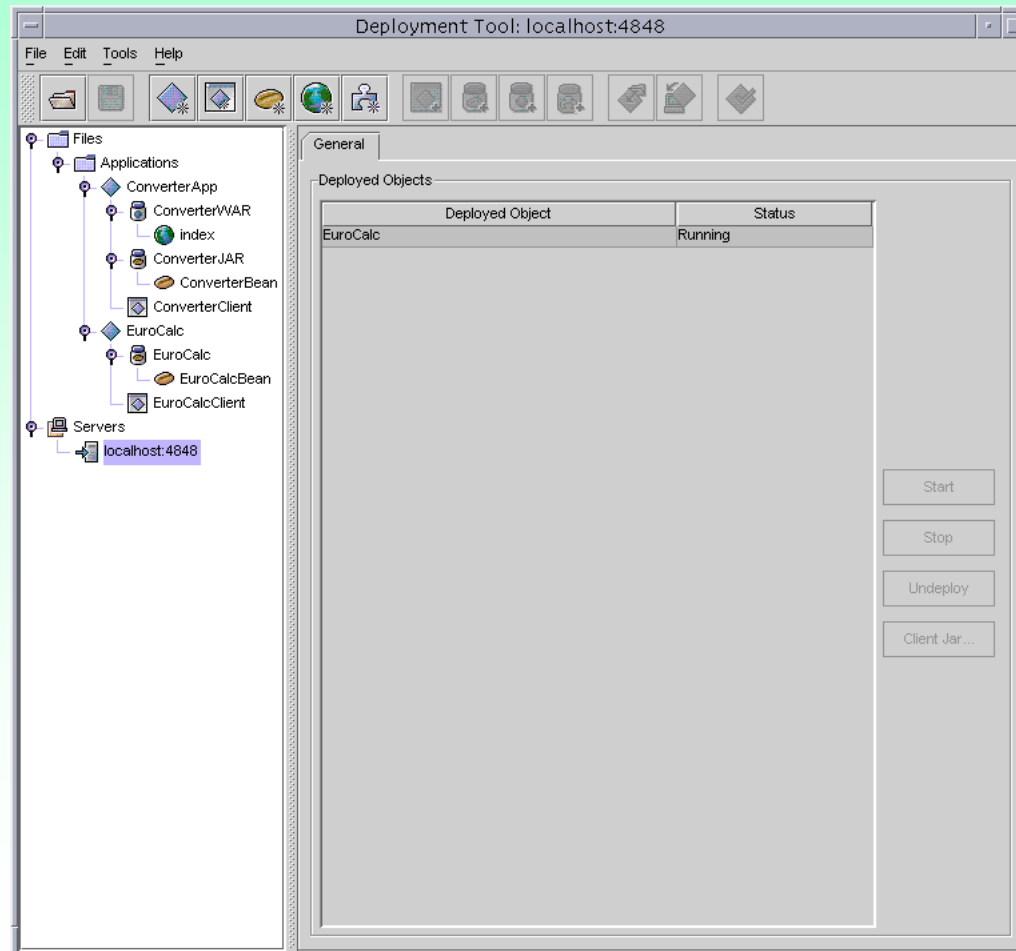 Deployment Tool: localhost:4848
File Edit Tools Help
Files
Applications
ConverterApp
ConverterWAR
index
ConverterJAR
ConverterBean
ConverterClient
EuroCalc
EuroCalc
EuroCalcBean
EuroCalcClient
Servers
localhost:4848
General
Deployed Objects
Deployed Object Status
EuroCalc Running
Start
Stop
Undeploy
Client Jar...